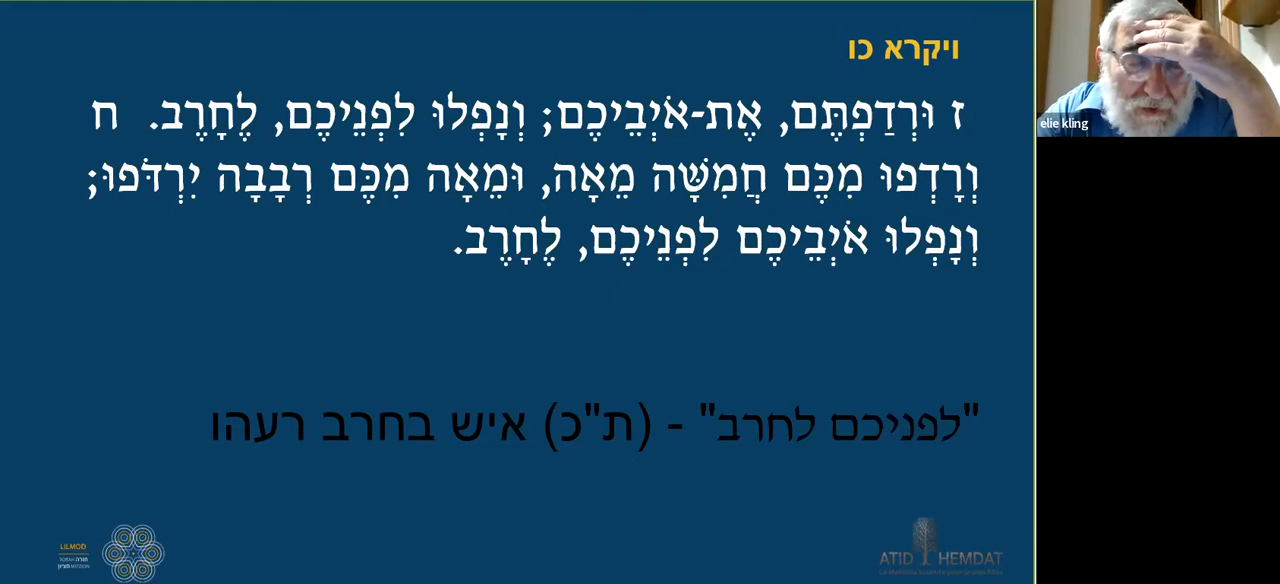 ויקרא כו
ז וּרְדַפְתֶּם, אֶת-אֹיְבֵיכֶם; וְנָפְלוּ לִפְנֵיכֶם, לֶחָרֶב. ח
וְרָדְפוּ מִכֶּם חֲמִשָּׁה מֵאָה, וּמֵאָה מִכֶּם רְבָבָה יִרְדֹּפוּ;
וְנָפְלוּ אֹיְבֵיכֶם לִפְנֵיכֶם, לֶחָרֶב.
"לפניכם לחרב" - (ת"כ) איש בחרב רעהו
elie kling
LILMOD
ATID HEMDAT